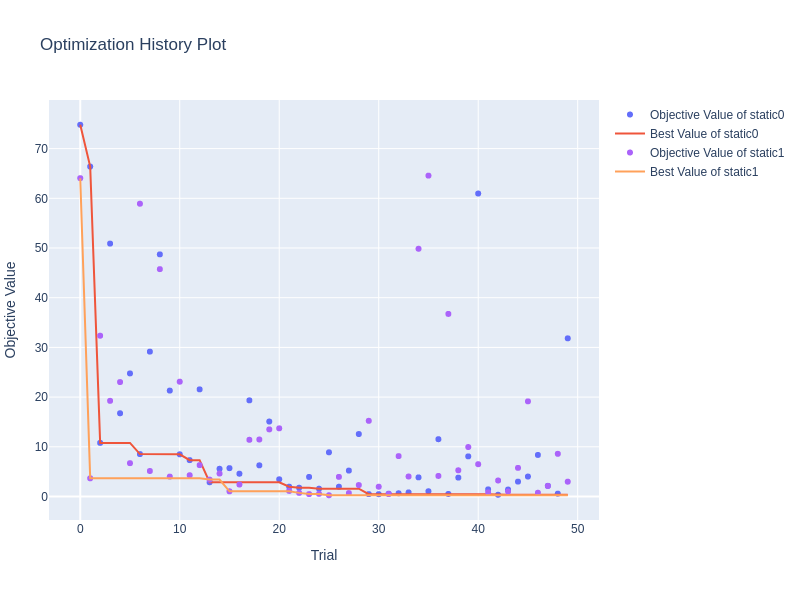 Optimization History Plot
Objective Value of static0
Best Value of static0
Objective Value of static1
Best Value of static1
Objective Value
70
60
50
40
30
20
10
0
0 10 20 30 40 50
Trial